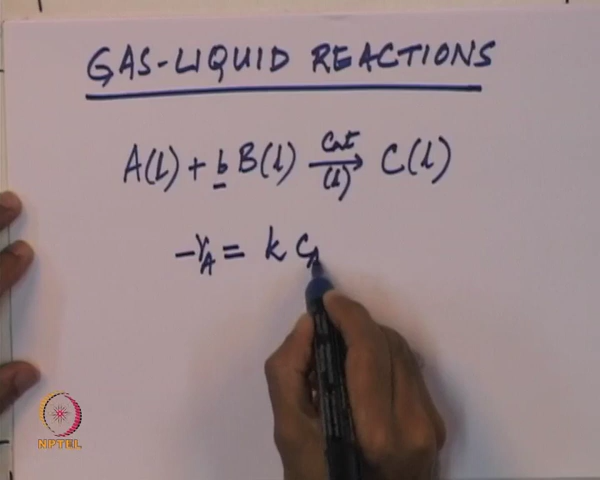 GAS-LIQUID REACTIONS
A(l) + b B(l) Cat/(l) → C(l)
-rA = k CA
NPTEL